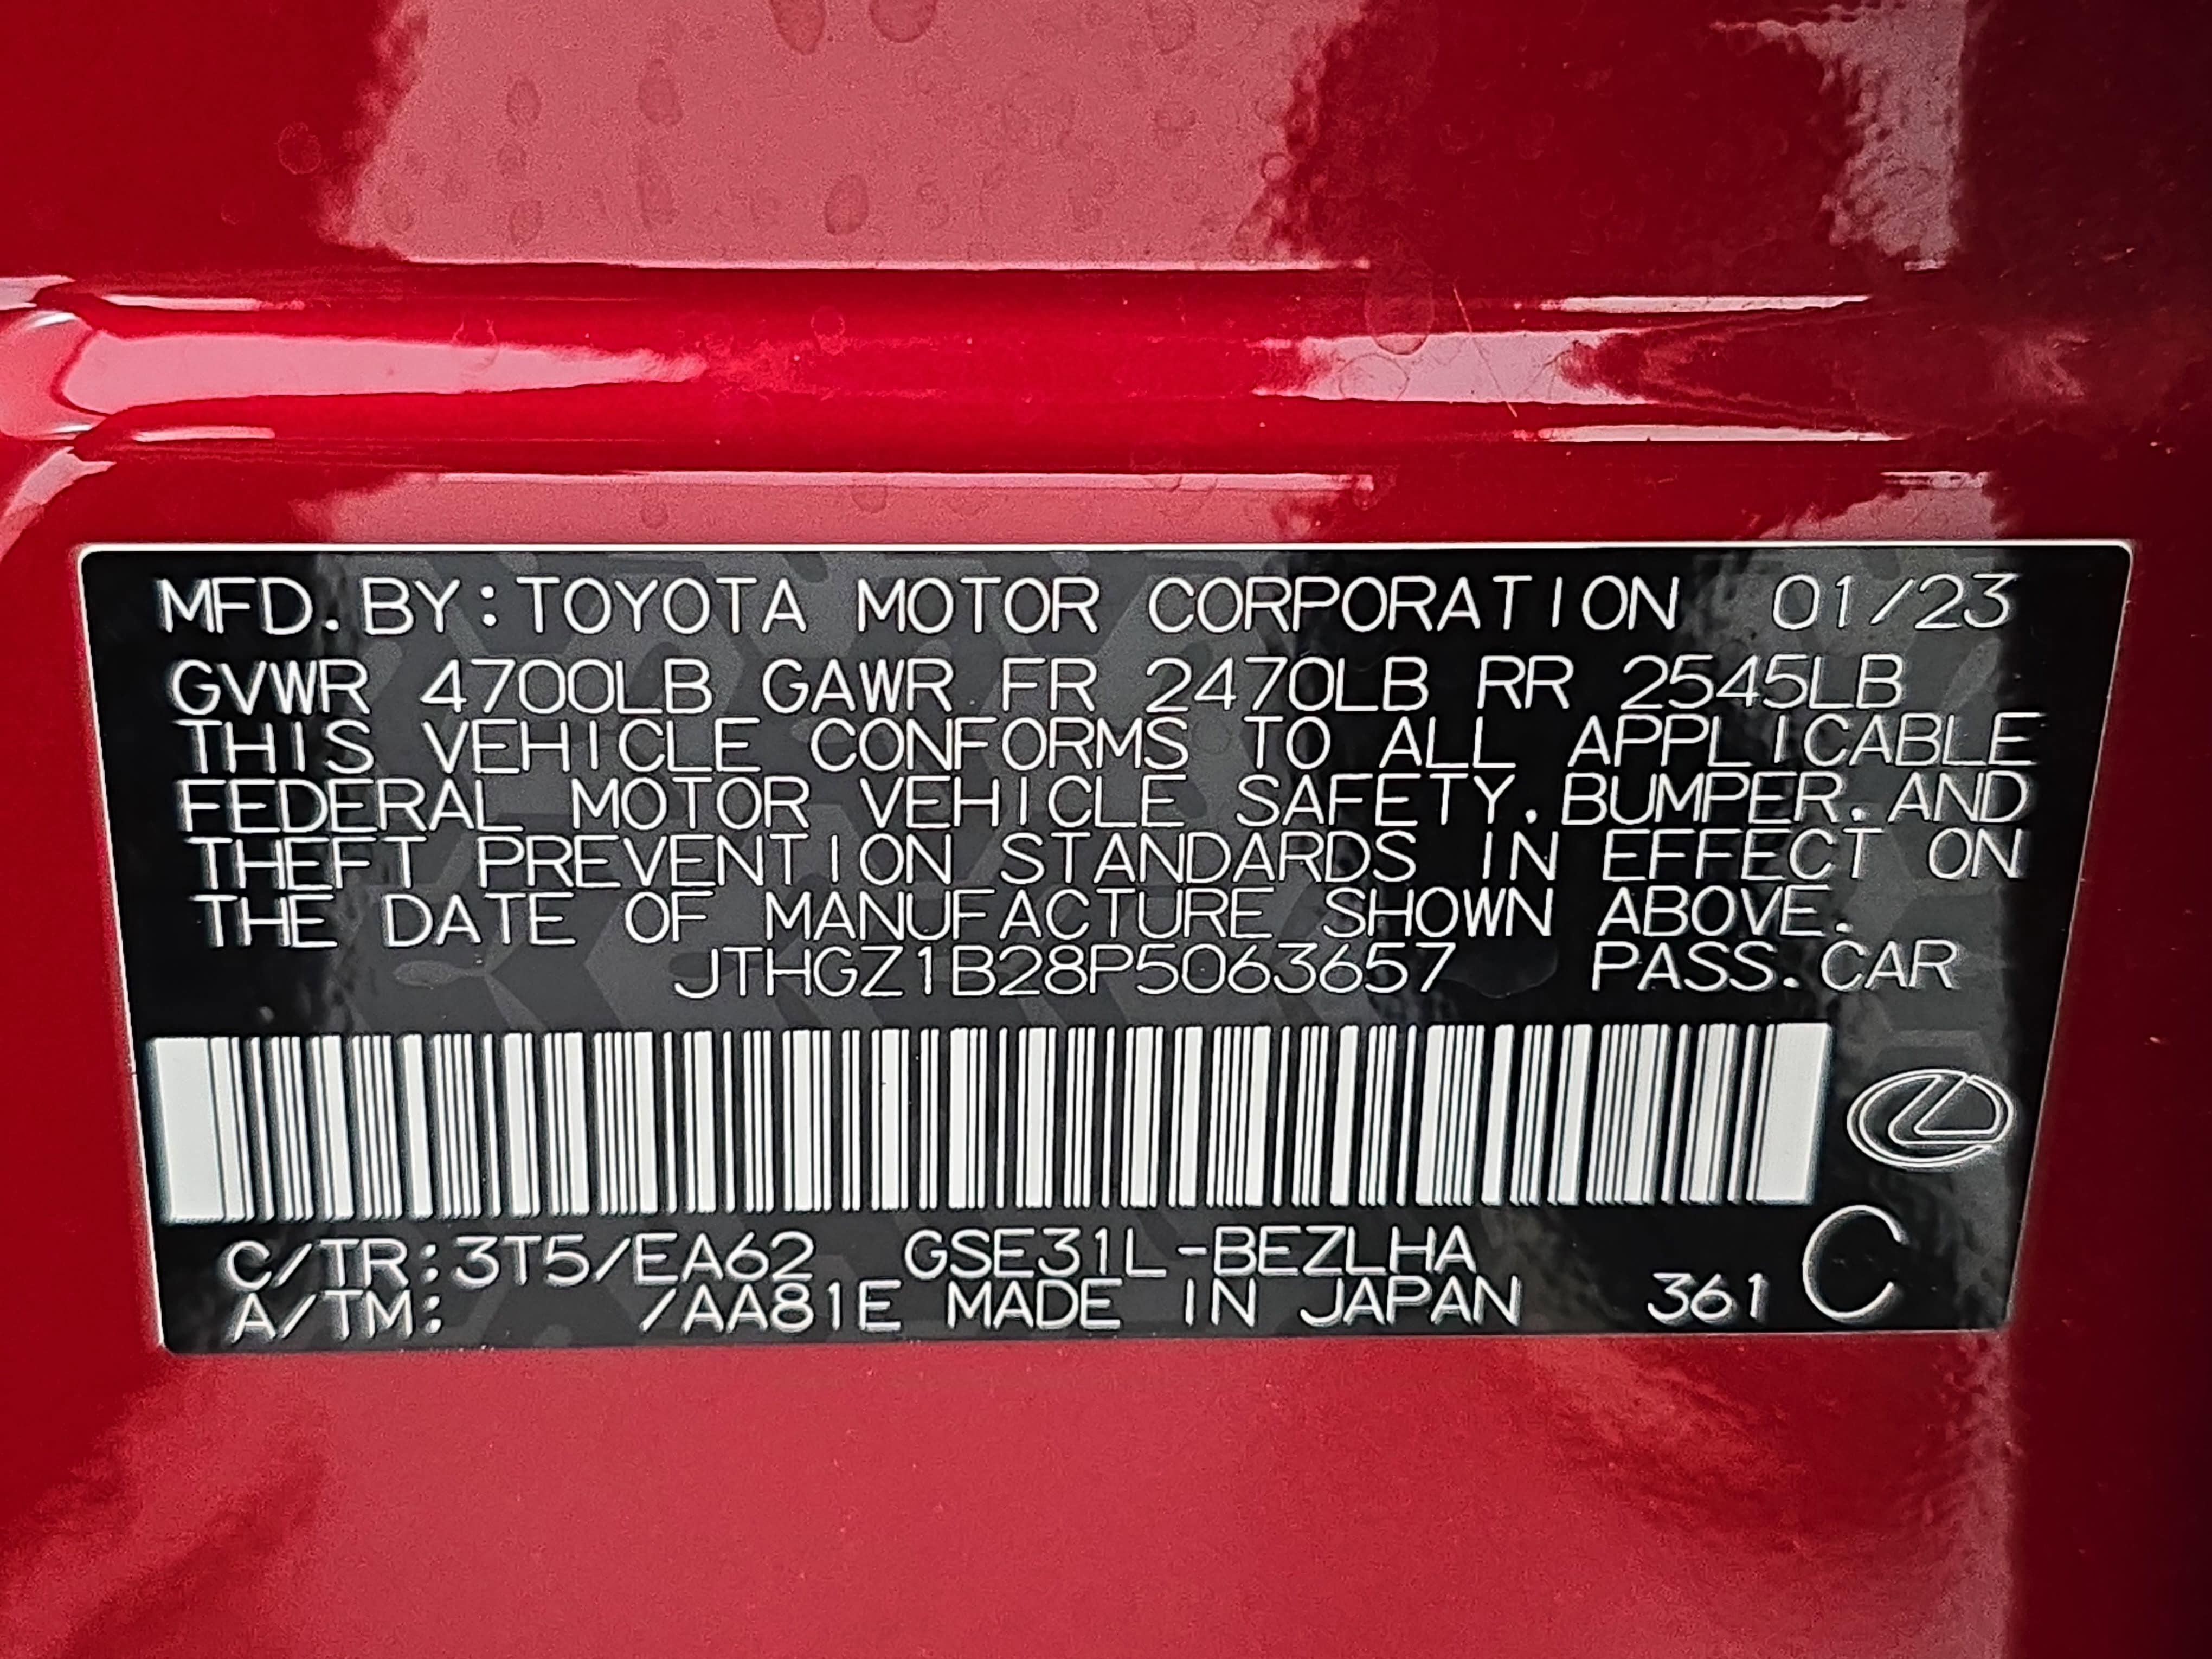 MFD.BY:TOYOTA MOTOR CORPORATION 01/23
GVWR 4700LB GAWR FR 2470LB RR 2545LB
THIS VEHICLE CONFORMS TO ALL APPLICABLE
FEDERAL MOTOR VEHICLE SAFETY.BUMPER.AND
THEFT PREVENTION STANDARDS IN EFFECT ON
THE DATE OF MANUFACTURE SHOWN ABOVE.
JTHGZ1B28P5063657 PASS.CAR
C/TR:3T5/EA62 GSE31L-BEZLHA
A/TM: /AA81E MADE IN JAPAN 361 C